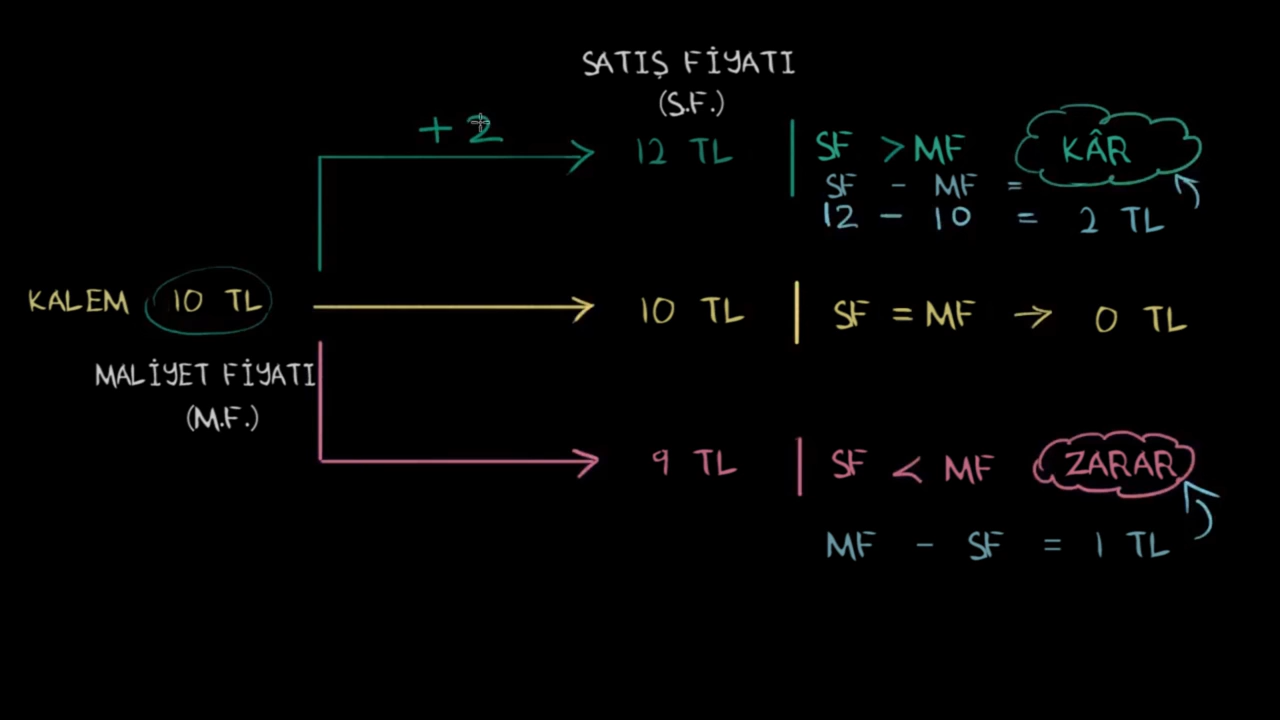 SATIŞ FİYATI
(S.F.)
+ 2
12 TL | SF > MF KÂR
SF - MF =
12 - 10 = 2 TL
KALEM 10 TL
10 TL | SF = MF → 0 TL
MALİYET FİYATI
(M.F.)
9 TL | SF < MF ZARAR
MF - SF = 1 TL